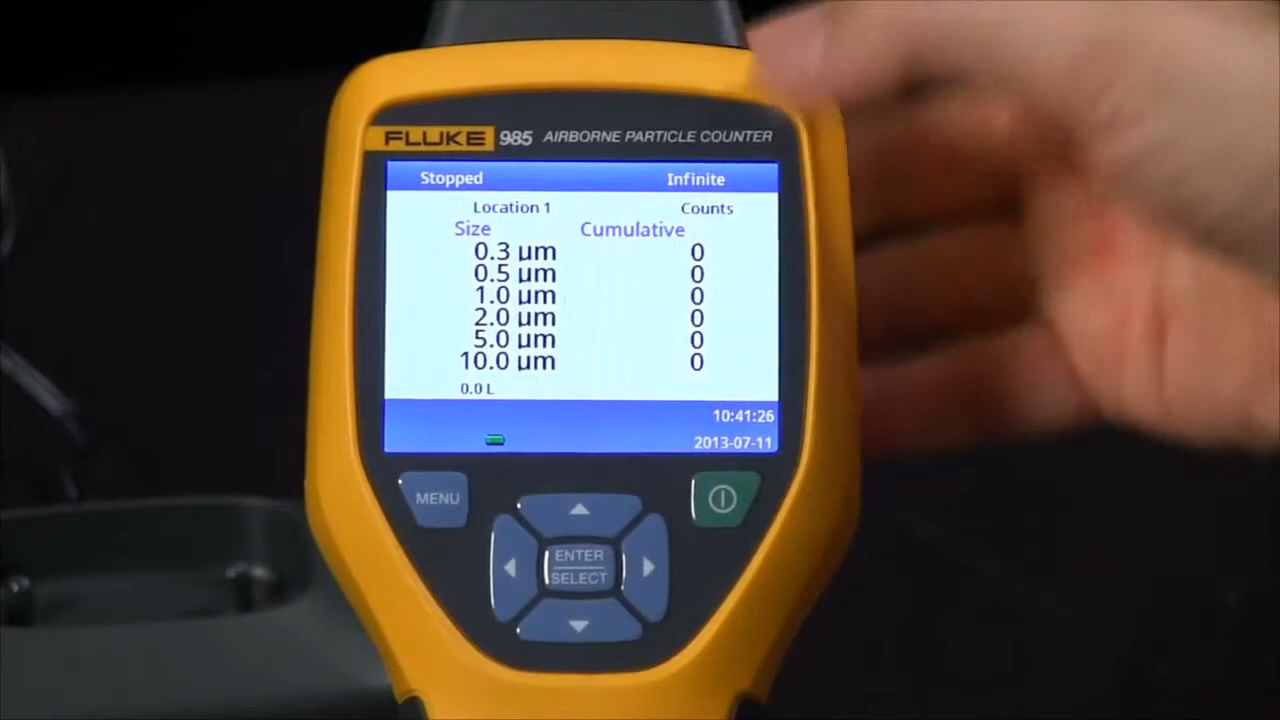 FLUKE 985 AIRBORNE PARTICLE COUNTER
Stopped Infinite
Location 1 Counts
Size Cumulative
0.3 µm 0
0.5 µm 0
1.0 µm 0
2.0 µm 0
5.0 µm 0
10.0 µm 0
0.0 L
10:41:26
2013-07-11
MENU
ENTER
SELECT